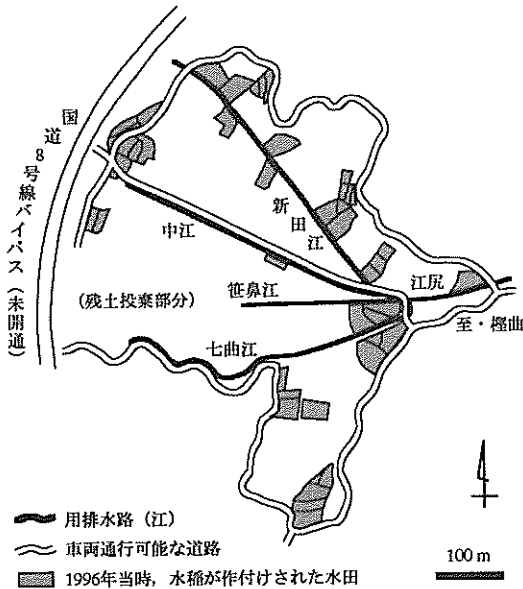 国道8号線バイパス（未開通）
新田江
中江
江尻
笹鼻江
（残土投棄部分）
至・樫曲
七曲江
用排水路（江）
車両通行可能な道路
100 m
1996年当時，水稲が作付けされた水田